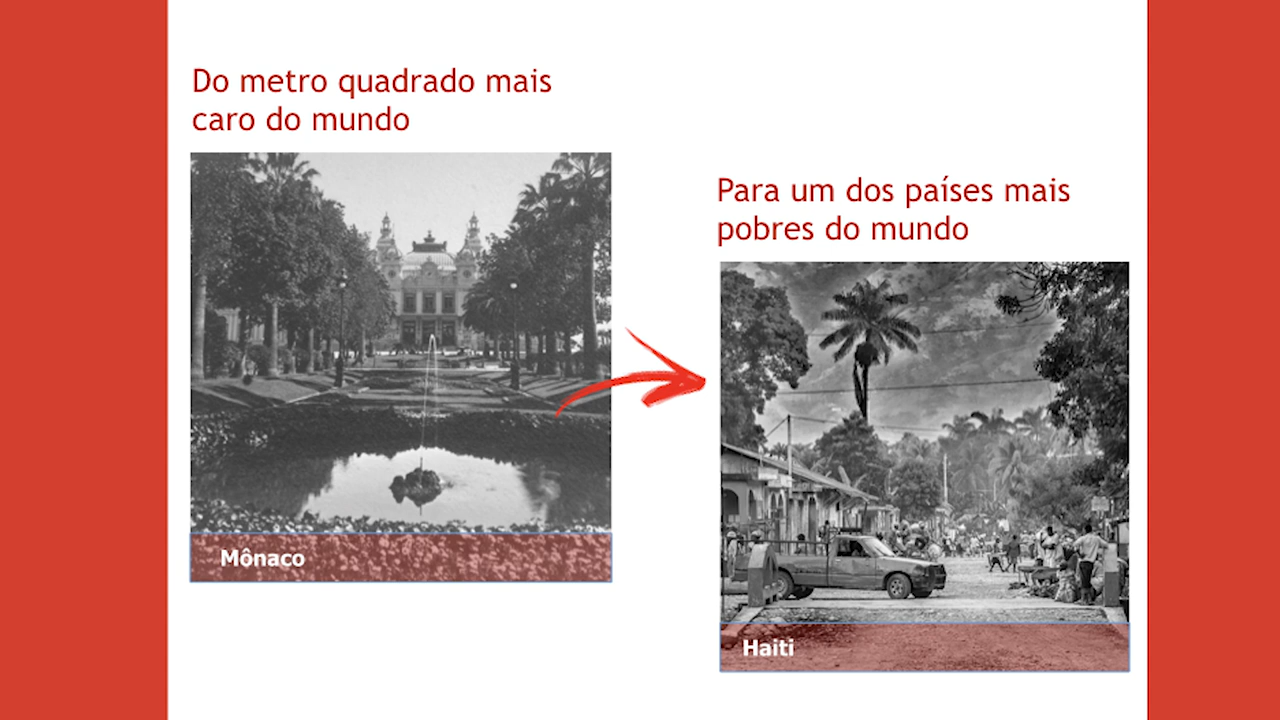 Do metro quadrado mais
caro do mundo
Mônaco
Para um dos países mais
pobres do mundo
Haiti